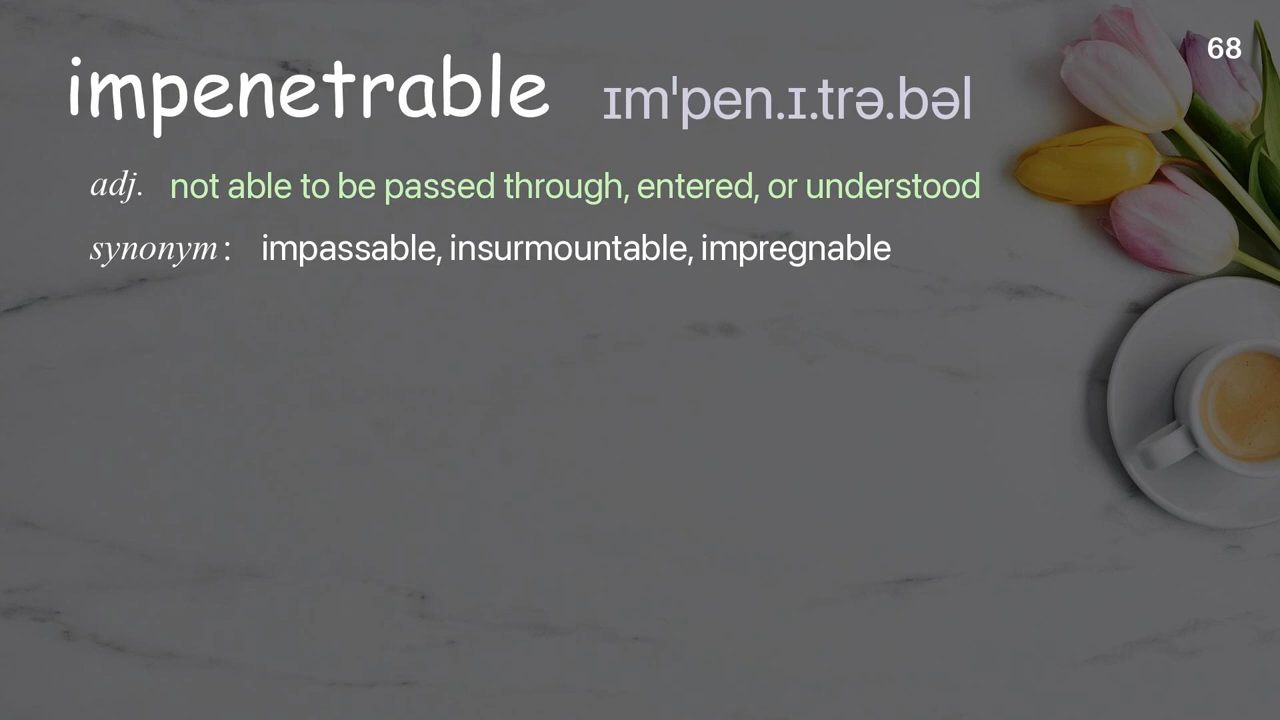 68
impenetrable ɪmˈpen.ɪ.trə.bəl
adj. not able to be passed through, entered, or understood
synonym: impassable, insurmountable, impregnable